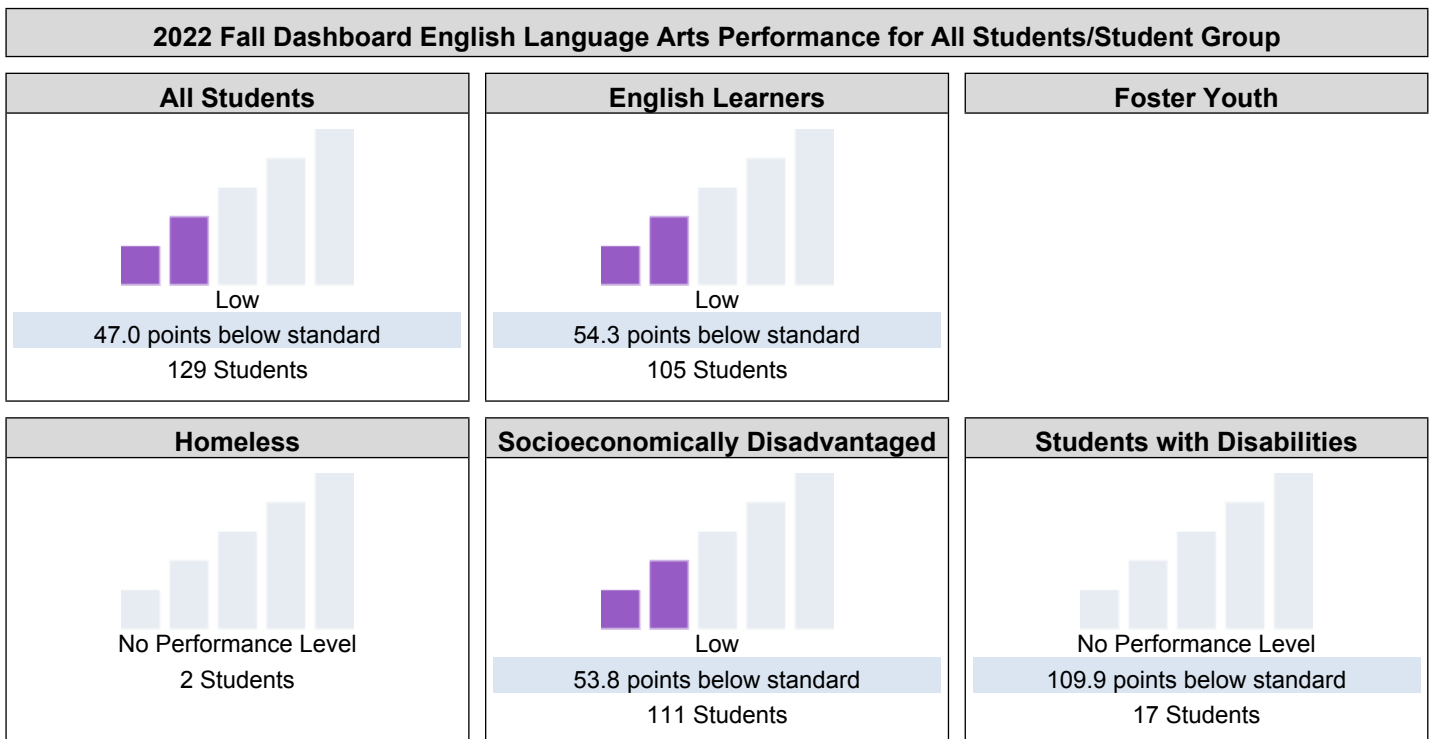 2022 Fall Dashboard English Language Arts Performance for All Students/Student Group
All Students
Low
47.0 points below standard
129 Students
English Learners
Low
54.3 points below standard
105 Students
Foster Youth
Homeless
No Performance Level
2 Students
Socioeconomically Disadvantaged
Low
53.8 points below standard
111 Students
Students with Disabilities
No Performance Level
109.9 points below standard
17 Students